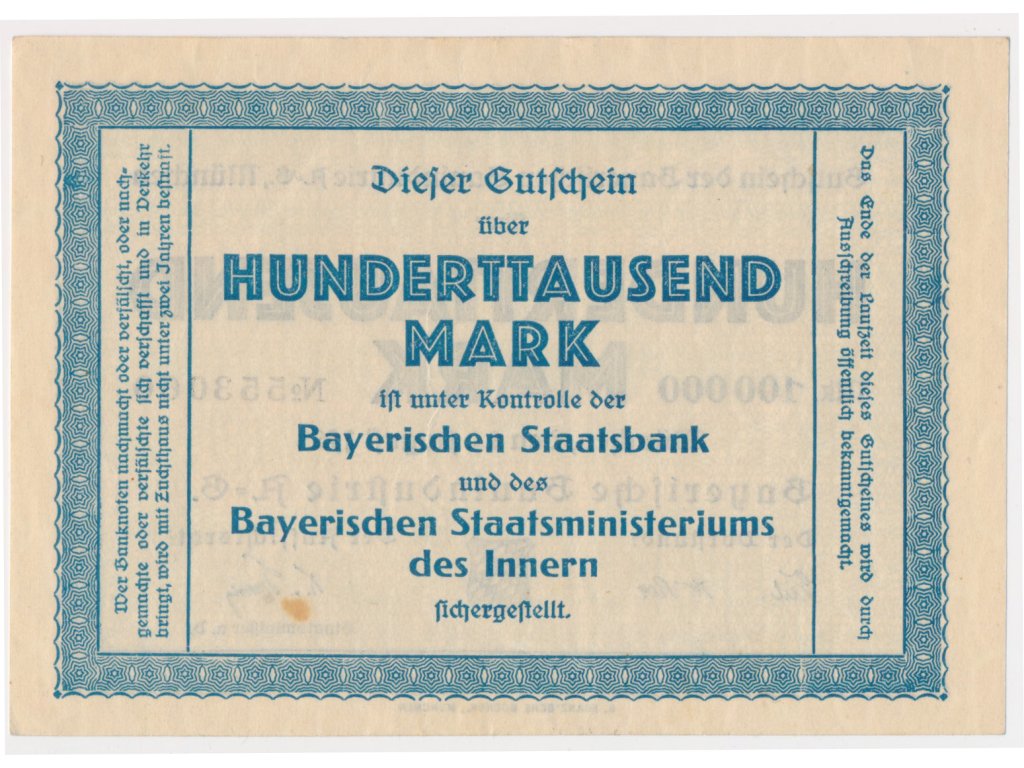 Wer Banknoten nachmacht oder verfälscht, oder nach-
gemachte oder verfälschte sich verschafft und in Verkehr
bringt, wird mit Zuchthaus nicht unter zwei Jahren bestraft.
Dieser Gutschein
über
HUNDERTTAUSEND
MARK
ist unter Kontrolle der
Bayerischen Staatsbank
und des
Bayerischen Staatsministeriums
des Innern
sichergestellt.
Das Ende der Laufzeit dieses Gutscheines wird durch
Ausschreibung öffentlich bekanntgemacht.